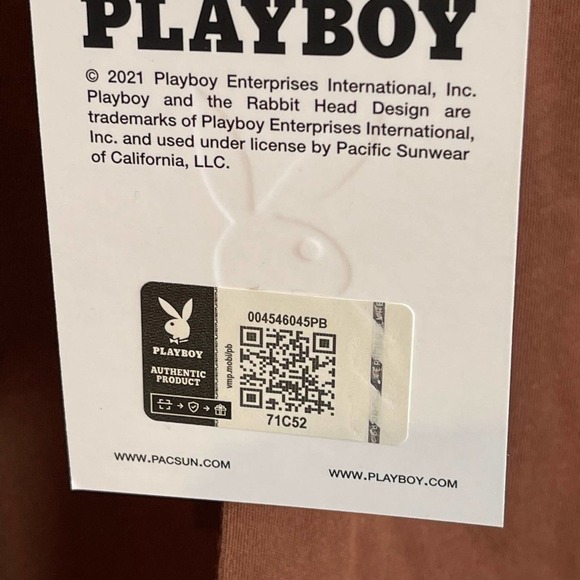 PLAYBOY
© 2021 Playboy Enterprises International, Inc.
Playboy and the Rabbit Head Design are
trademarks of Playboy Enterprises International,
Inc. and used under license by Pacific Sunwear
of California, LLC.
004546045PB
PLAYBOY
AUTHENTIC
PRODUCT
vmp.mobi/pb
71C52
WWW.PACSUN.COM
WWW.PLAYBOY.COM